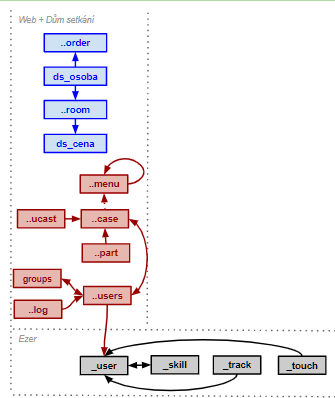 Web + Dům setkání
..order
ds_osoba
..room
ds_cena
..menu
..ucast
..case
..part
groups
..users
..log
Ezer
_user
_skill
_track
_touch